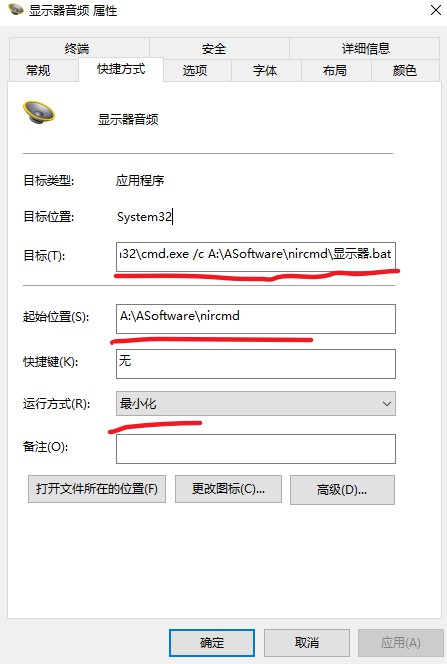 显示器音频 属性
终端 安全 详细信息
常规 快捷方式 选项 字体 布局 颜色
显示器音频
目标类型: 应用程序
目标位置: System32
目标(T): 32\cmd.exe /c A:\ASoftware\nircmd\显示器.bat
起始位置(S): A:\ASoftware\nircmd
快捷键(K): 无
运行方式(R): 最小化
备注(O):
打开文件所在的位置(F) 更改图标(C)... 高级(D)...
确定 取消 应用(A)